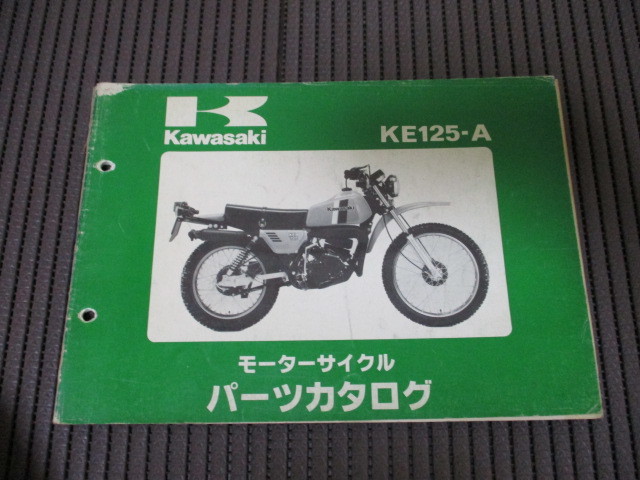 Kawasaki
KE125-A
モーターサイクル
パーツカタログ